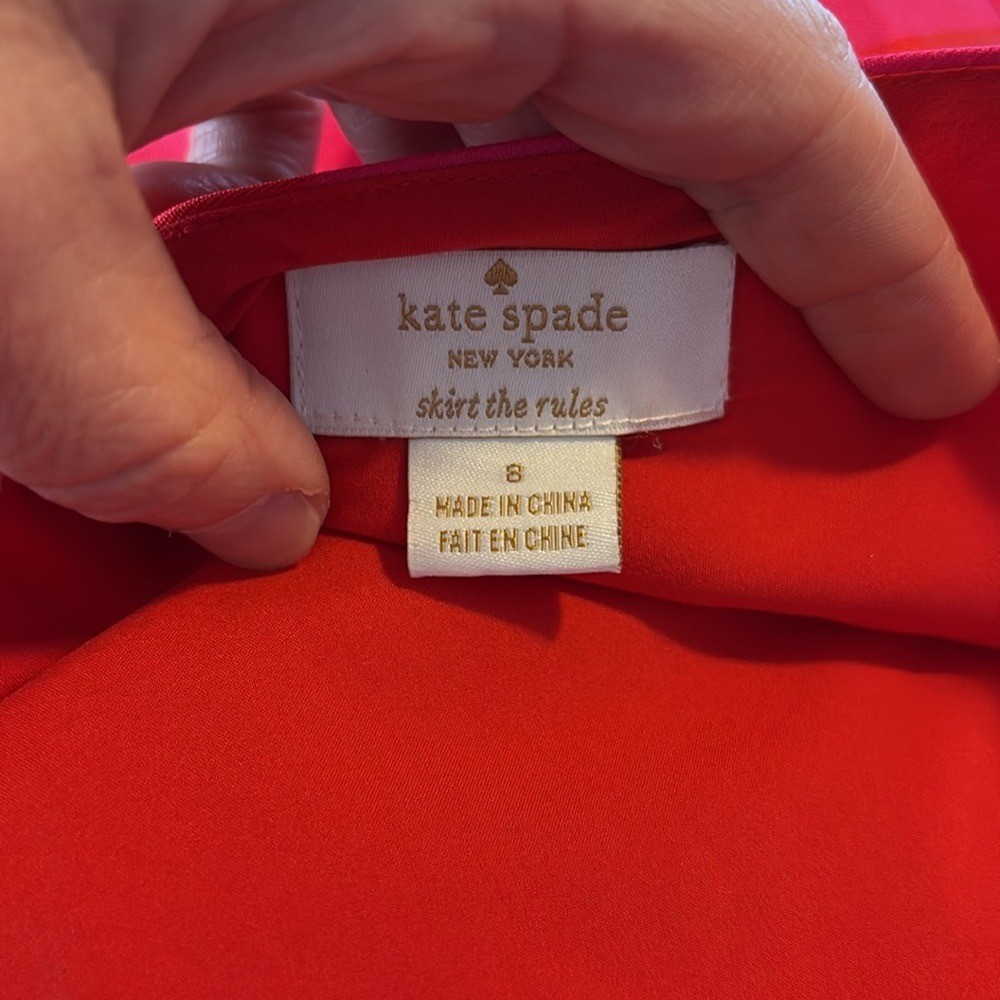 kate spade
NEW YORK
skirt the rules
8
MADE IN CHINA
FAIT EN CHINE